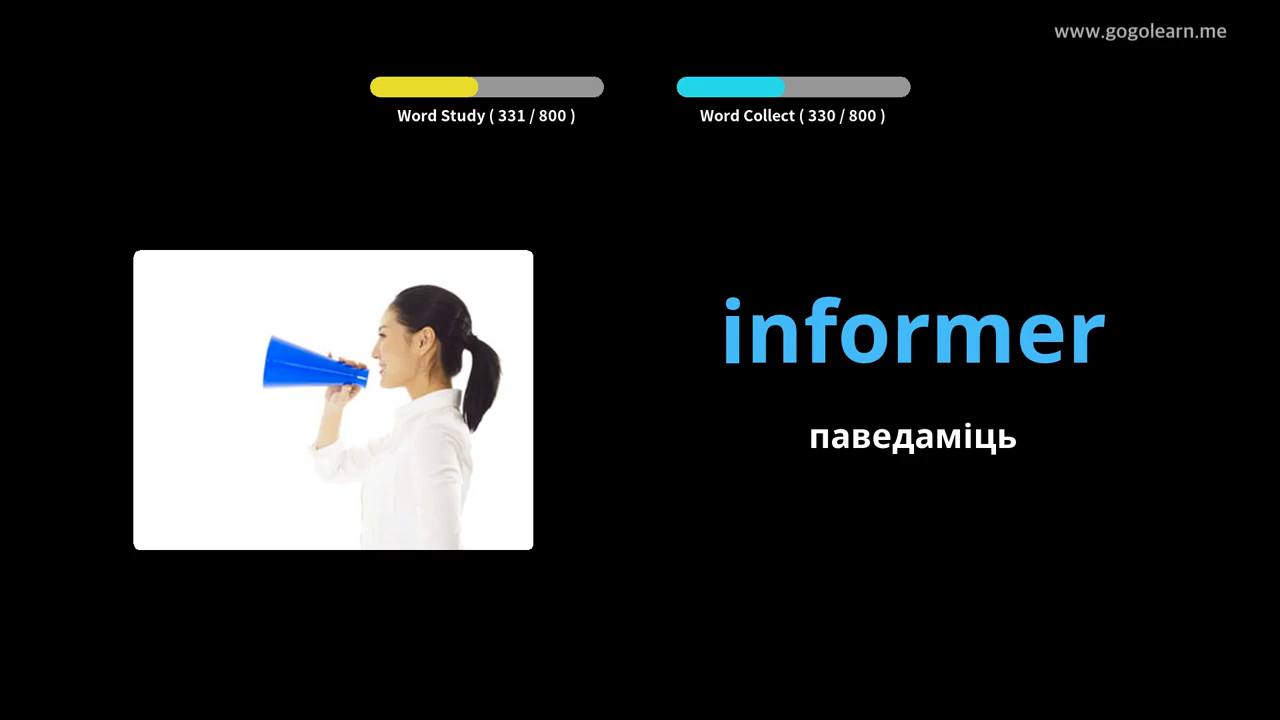 www.gogolearn.me
Word Study ( 331 / 800 )
Word Collect ( 330 / 800 )
informer
паведаміць